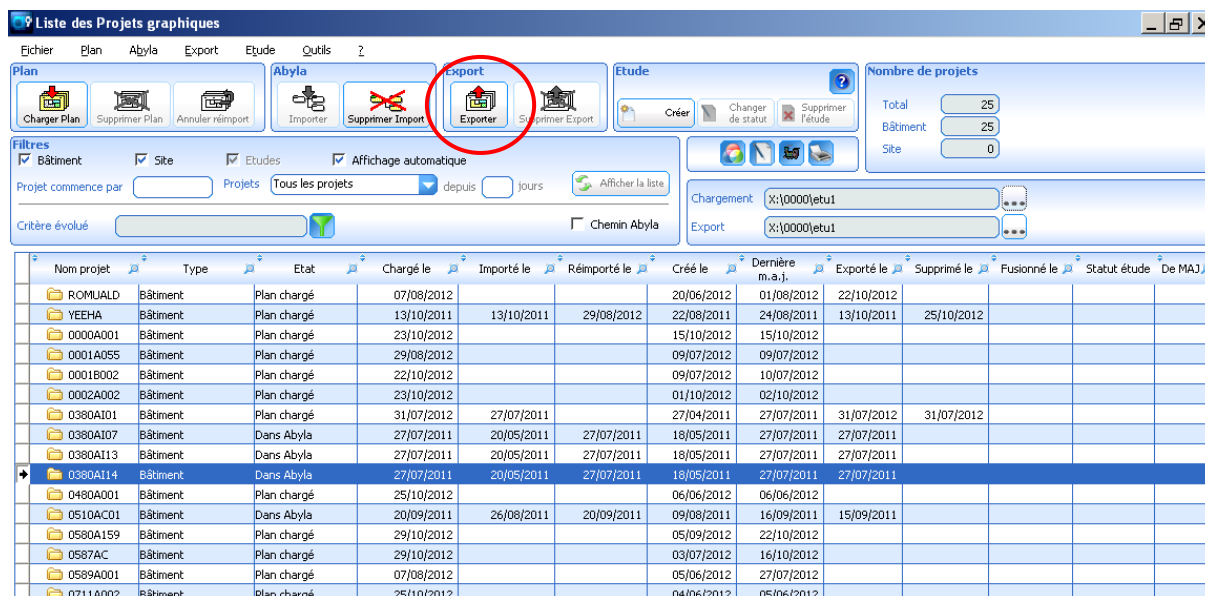 Liste des Projets graphiques
Fichier Plan Abyla Export Etude Outils ?
Plan Abyla Export Etude Nombre de projets
Charger Plan Supprimer Plan Annuler réimport Importer Supprimer Import Exporter Supprimer Export Créer Changer de statut Supprimer l'étude
Total 25
Bâtiment 25
Site 0
Filtres
Bâtiment Site Etudes Affichage automatique
Projet commence par Projets Tous les projets depuis jours Afficher la liste
Critère évolué Chemin Abyla
Chargement X:\0000\etu1 ...
Export X:\0000\etu1 ...
Nom projet Type Etat Chargé le Importé le Réimporté le Créé le Dernière m.a.j. Exporté le Supprimé le Fusionné le Statut étude De MAJ
ROMUALD Bâtiment Plan chargé 07/08/2012 20/06/2012 01/08/2012 22/10/2012
YEEHA Bâtiment Plan chargé 13/10/2011 13/10/2011 29/08/2012 22/08/2011 24/08/2011 13/10/2011 25/10/2012
0000A001 Bâtiment Plan chargé 23/10/2012 15/10/2012 15/10/2012
0001A055 Bâtiment Plan chargé 29/08/2012 09/07/2012 09/07/2012
0001B002 Bâtiment Plan chargé 22/10/2012 09/07/2012 10/07/2012
0002A002 Bâtiment Plan chargé 23/10/2012 01/10/2012 02/10/2012
0380AI01 Bâtiment Plan chargé 31/07/2012 27/07/2011 27/04/2011 27/07/2011 31/07/2012 31/07/2012
0380AI07 Bâtiment Dans Abyla 27/07/2011 20/05/2011 27/07/2011 18/05/2011 27/07/2011 27/07/2011
0380AI13 Bâtiment Dans Abyla 27/07/2011 20/05/2011 27/07/2011 18/05/2011 27/07/2011 27/07/2011
0380AI14 Bâtiment Dans Abyla 27/07/2011 20/05/2011 27/07/2011 18/05/2011 27/07/2011 27/07/2011
0480A001 Bâtiment Plan chargé 25/10/2012 06/06/2012 06/06/2012
0510AC01 Bâtiment Dans Abyla 20/09/2011 26/08/2011 20/09/2011 09/08/2011 16/09/2011 15/09/2011
0580A159 Bâtiment Plan chargé 29/10/2012 05/09/2012 22/10/2012
0587AC Bâtiment Plan chargé 29/10/2012 03/07/2012 16/10/2012
0589A001 Bâtiment Plan chargé 07/08/2012 05/06/2012 27/07/2012
0711A002 Bâtiment Plan chargé 25/10/2012 04/06/2012 05/06/2012